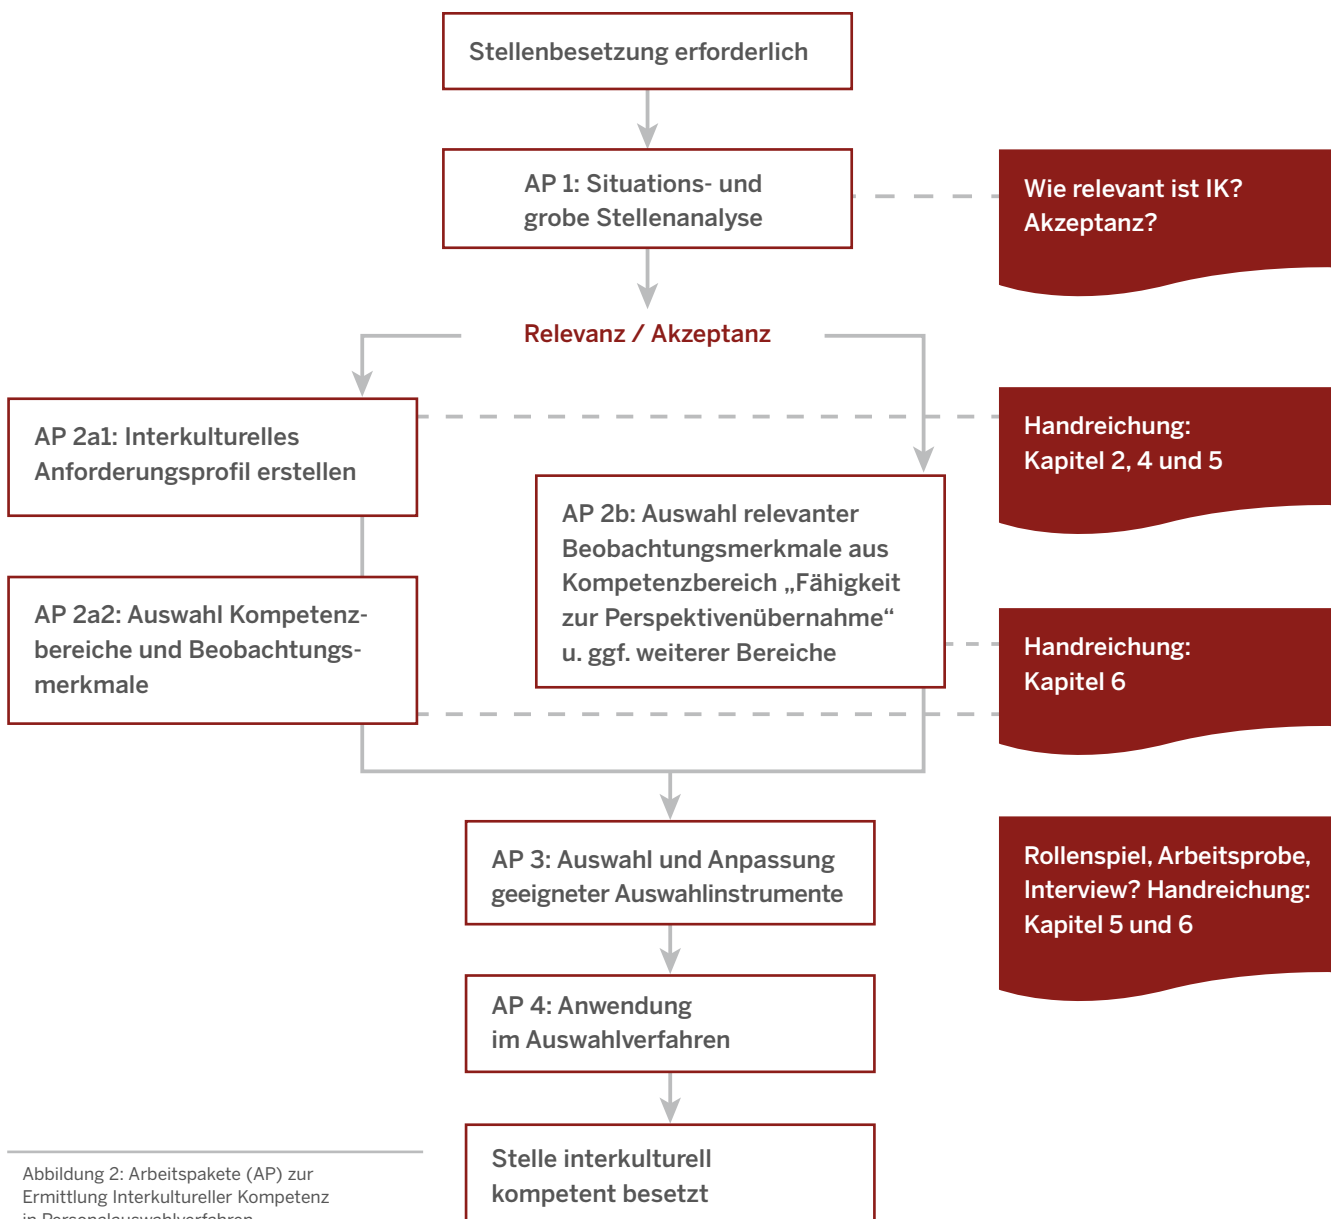 Stellenbesetzung erforderlich
AP 1: Situations- und
grobe Stellenanalyse
Wie relevant ist IK?
Akzeptanz?
Relevanz / Akzeptanz
AP 2a1: Interkulturelles
Anforderungsprofil erstellen
Handreichung:
Kapitel 2, 4 und 5
AP 2b: Auswahl relevanter
Beobachtungsmerkmale aus
Kompetenzbereich „Fähigkeit
zur Perspektivenübernahme“
u. ggf. weiterer Bereiche
AP 2a2: Auswahl Kompetenz-
bereiche und Beobachtungs-
merkmale
Handreichung:
Kapitel 6
AP 3: Auswahl und Anpassung
geeigneter Auswahlinstrumente
Rollenspiel, Arbeitsprobe,
Interview? Handreichung:
Kapitel 5 und 6
AP 4: Anwendung
im Auswahlverfahren
Stelle interkulturell
kompetent besetzt
Abbildung 2: Arbeitspakete (AP) zur
Ermittlung Interkultureller Kompetenz
in Personalauswahlverfahren